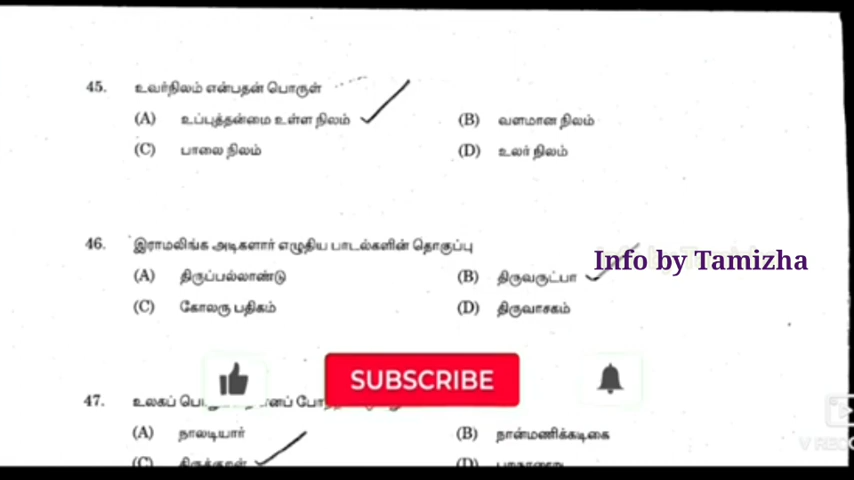 45. உவர்நிலம் என்பதன் பொருள்
(A) உப்புத்தன்மை உள்ள நிலம் (B) வளமான நிலம்
(C) பாலை நிலம் (D) உலர் நிலம்
46. இராமலிங்க அடிகளார் எழுதிய பாடல்களின் தொகுப்பு
Info by Tamizha
(A) திருப்பல்லாண்டு (B) திருவருட்பா
(C) கோலரு பதிகம் (D) திருவாசகம்
SUBSCRIBE
47. உலகப்
(A) நாலடியார் (B) நான்மணிக்கடிகை
(C) திருக்குறள் (D)